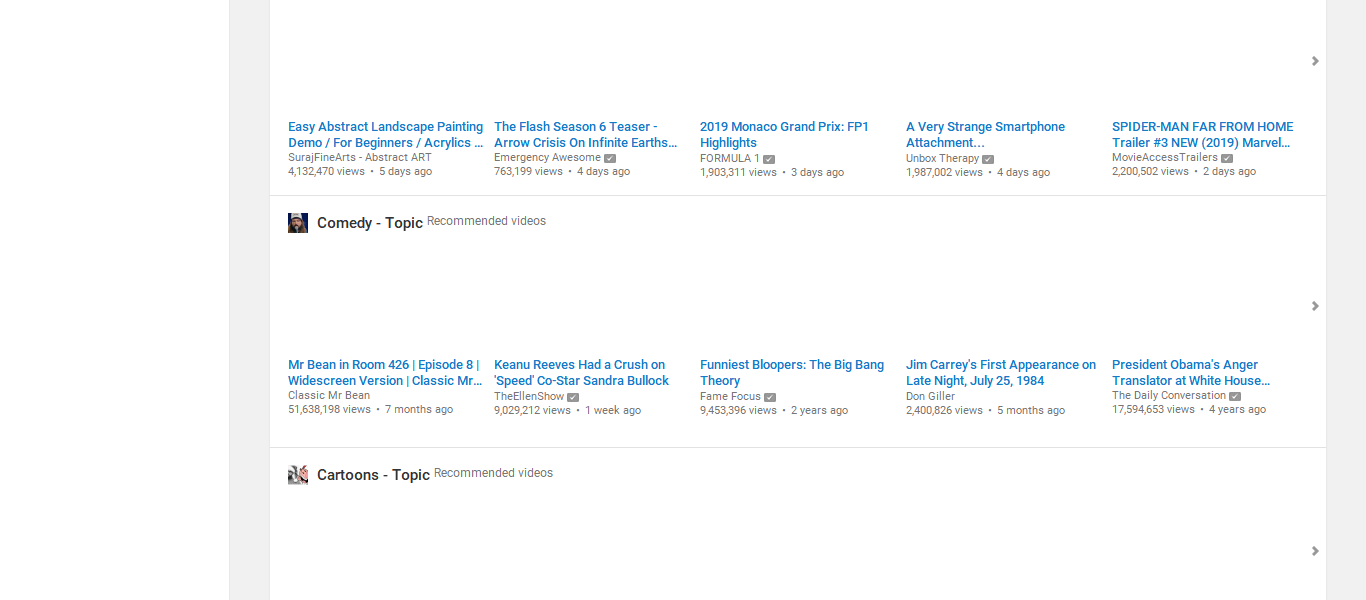 Easy Abstract Landscape Painting
Demo / For Beginners / Acrylics ...
SurajFineArts - Abstract ART
4,132,470 views • 5 days ago
The Flash Season 6 Teaser -
Arrow Crisis On Infinite Earths...
Emergency Awesome
763,199 views • 4 days ago
2019 Monaco Grand Prix: FP1
Highlights
FORMULA 1
1,903,311 views • 3 days ago
A Very Strange Smartphone
Attachment...
Unbox Therapy
1,987,002 views • 4 days ago
SPIDER-MAN FAR FROM HOME
Trailer #3 NEW (2019) Marvel...
MovieAccessTrailers
2,200,502 views • 2 days ago
Comedy - Topic Recommended videos
Mr Bean in Room 426 | Episode 8 |
Widescreen Version | Classic Mr...
Classic Mr Bean
51,638,198 views • 7 months ago
Keanu Reeves Had a Crush on
'Speed' Co-Star Sandra Bullock
TheEllenShow
9,029,212 views • 1 week ago
Funniest Bloopers: The Big Bang
Theory
Fame Focus
9,453,396 views • 2 years ago
Jim Carrey's First Appearance on
Late Night, July 25, 1984
Don Giller
2,400,826 views • 5 months ago
President Obama's Anger
Translator at White House...
The Daily Conversation
17,594,653 views • 4 years ago
Cartoons - Topic Recommended videos